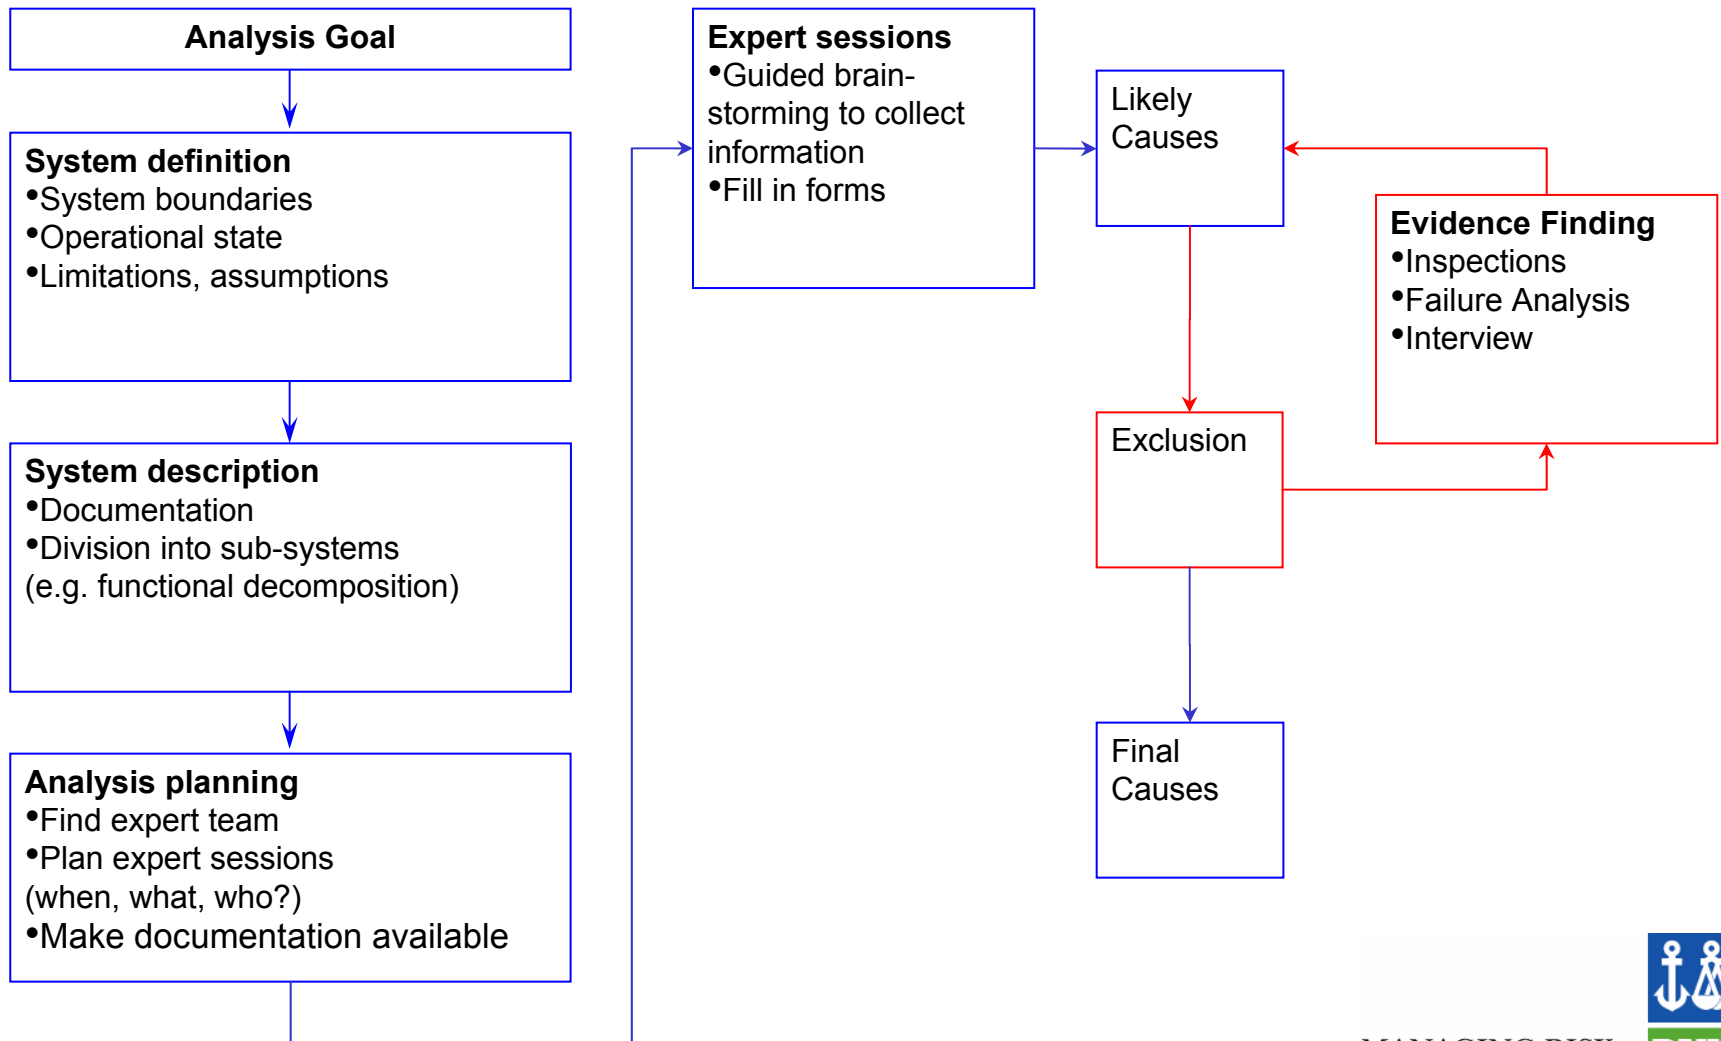 Analysis Goal
System definition
•System boundaries
•Operational state
•Limitations, assumptions
System description
•Documentation
•Division into sub-systems
(e.g. functional decomposition)
Analysis planning
•Find expert team
•Plan expert sessions
(when, what, who?)
•Make documentation available
Expert sessions
•Guided brain-
storming to collect
information
•Fill in forms
Likely
Causes
Evidence Finding
•Inspections
•Failure Analysis
•Interview
Exclusion
Final
Causes
MANAGING RISK